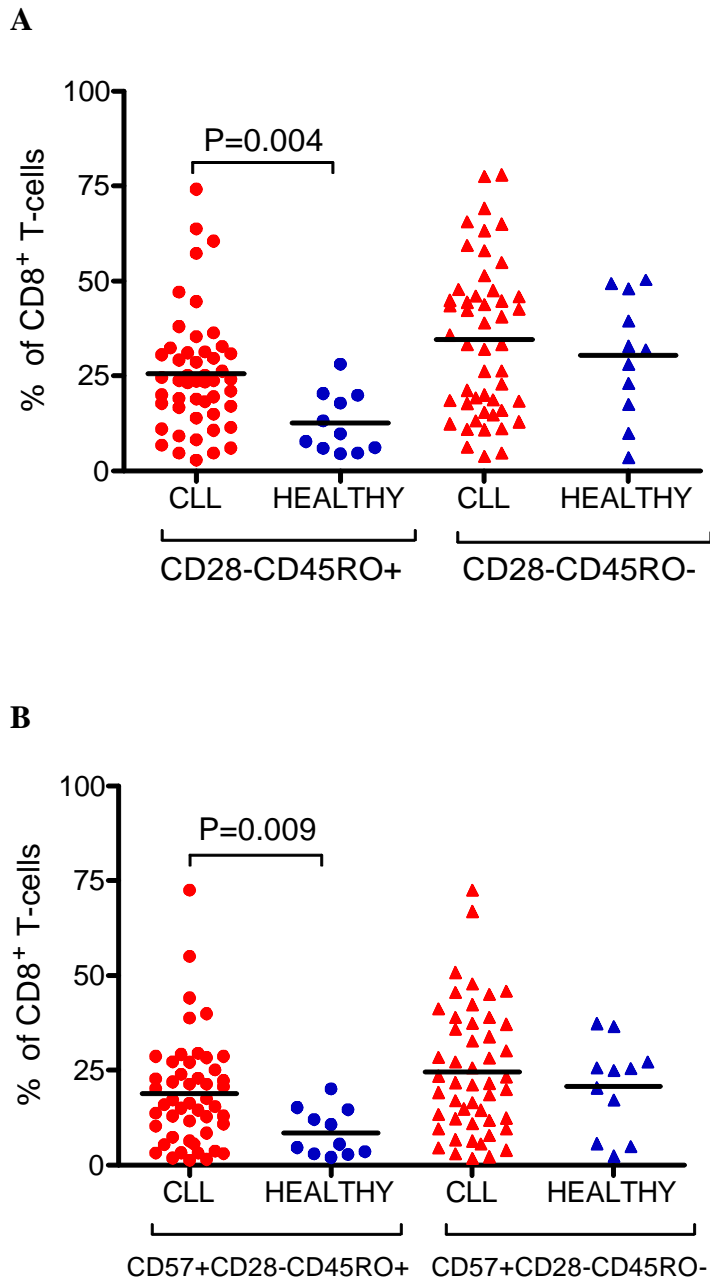 A
100
75
50
25
0
% of CD8⁺ T-cells
P=0.004
CLL HEALTHY CLL HEALTHY
CD28-CD45RO+ CD28-CD45RO-
B
100
75
50
25
0
% of CD8⁺ T-cells
P=0.009
CLL HEALTHY CLL HEALTHY
CD57+CD28-CD45RO+ CD57+CD28-CD45RO-